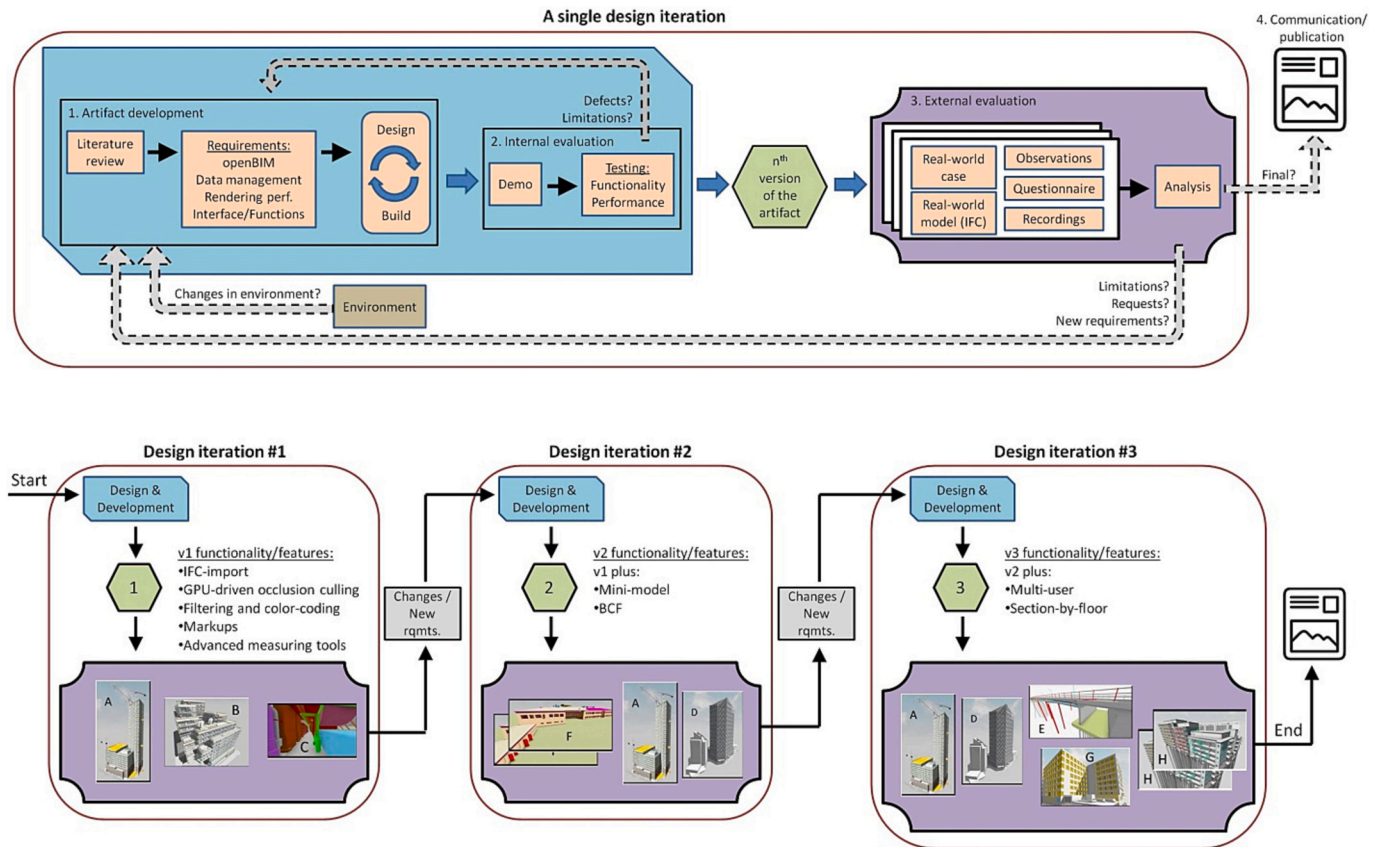 A single design iteration
4. Communication/
publication
1. Artifact development
Literature
review
Requirements:
openBIM
Data management
Rendering perf.
Interface/Functions
Design
Build
Defects?
Limitations?
2. Internal evaluation
Demo
Testing:
Functionality
Performance
nth
version
of the
artifact
3. External evaluation
Real-world
case
Real-world
model (IFC)
Observations
Questionnaire
Recordings
Analysis
Final?
Changes in environment?
Environment
Limitations?
Requests?
New requirements?
Design iteration #1
Start
Design &
Development
1
v1 functionality/features:
•IFC-import
•GPU-driven occlusion culling
•Filtering and color-coding
•Markups
•Advanced measuring tools
A
B
C
Changes /
New
rqmts.
Design iteration #2
Design &
Development
2
v2 functionality/features:
v1 plus:
•Mini-model
•BCF
F
A
D
Changes /
New
rqmts.
Design iteration #3
Design &
Development
3
v3 functionality/features:
v2 plus:
•Multi-user
•Section-by-floor
A
D
E
G
H
H
End